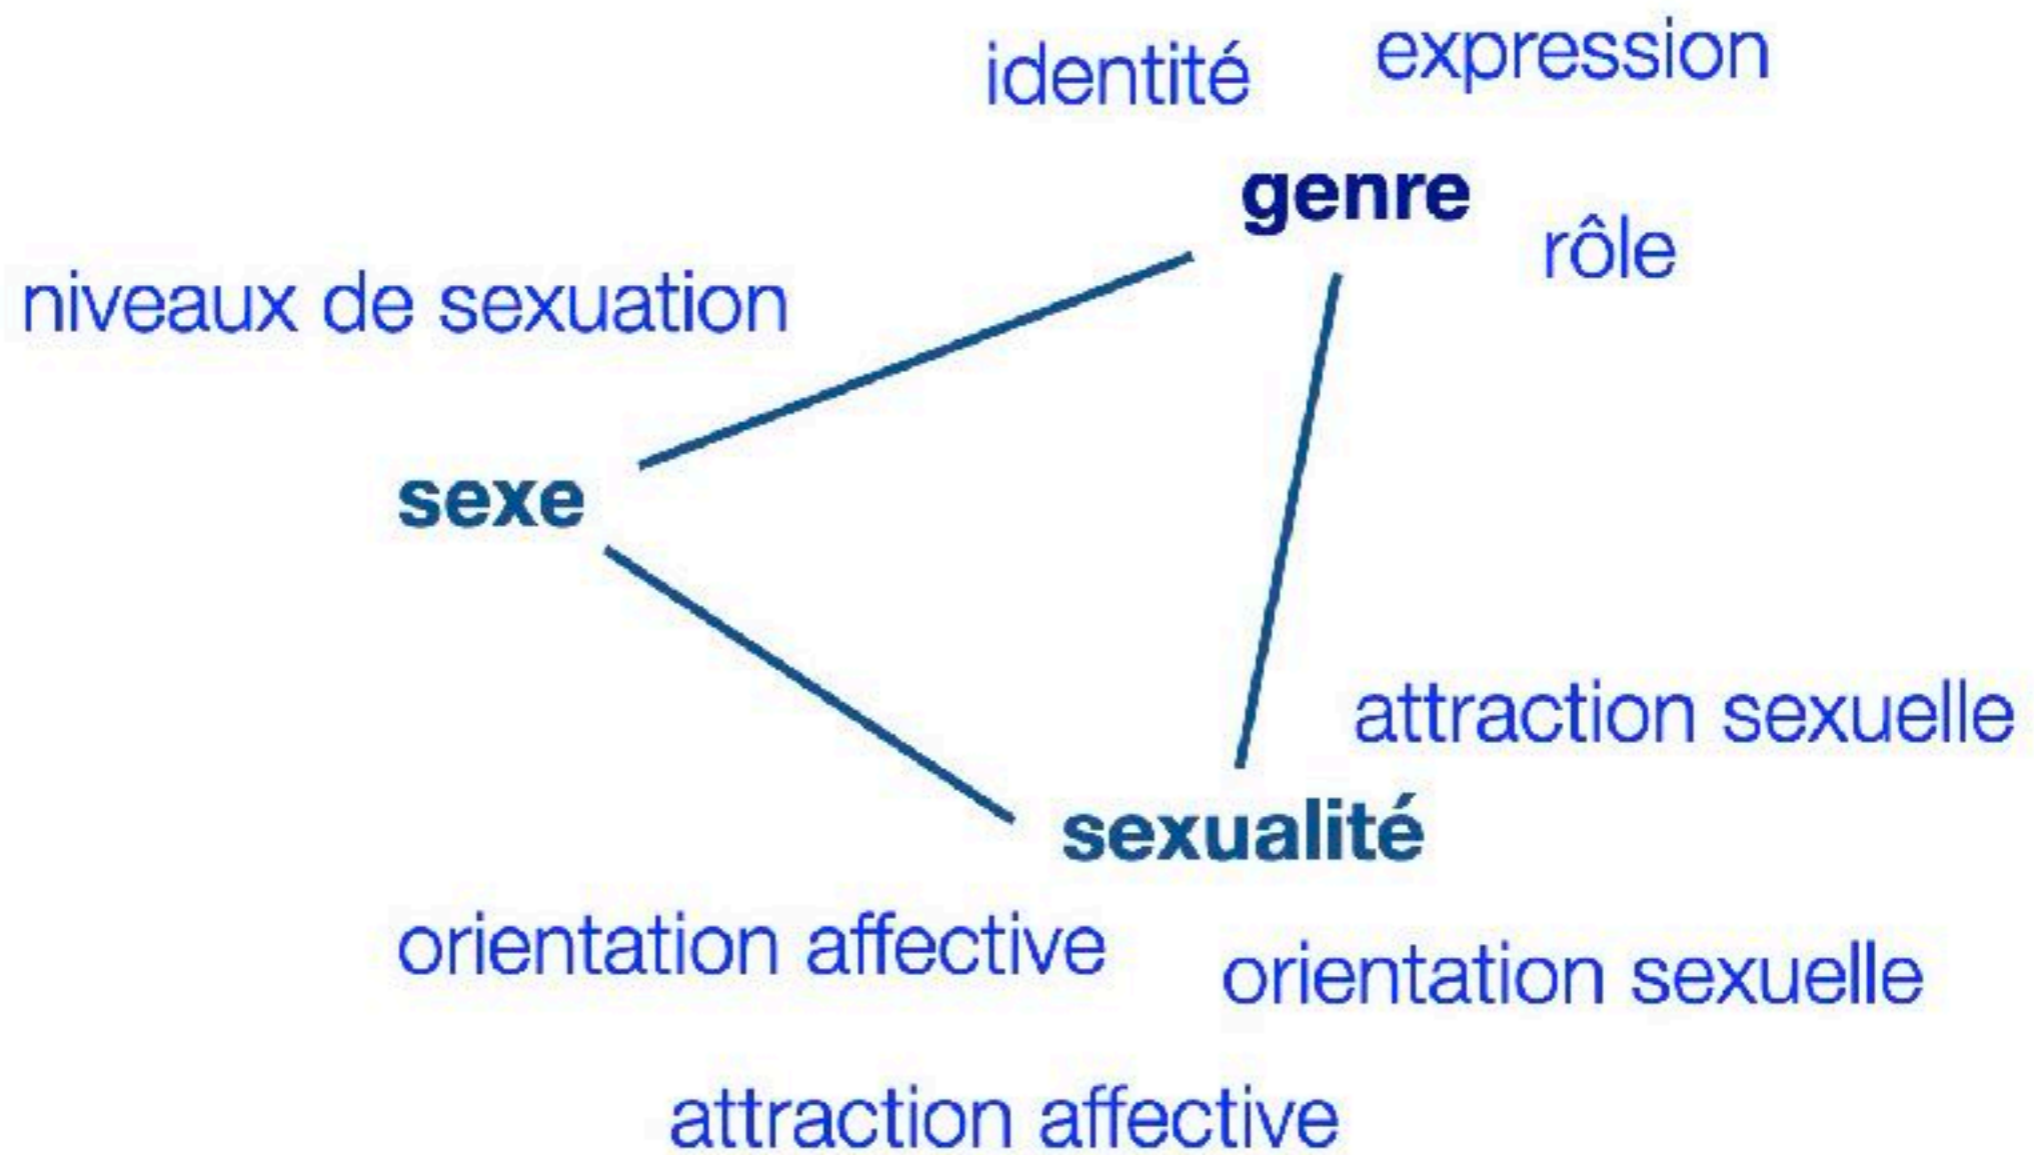 identité
expression
genre
rôle
niveaux de sexuation
sexe
attraction sexuelle
sexualité
orientation affective
orientation sexuelle
attraction affective